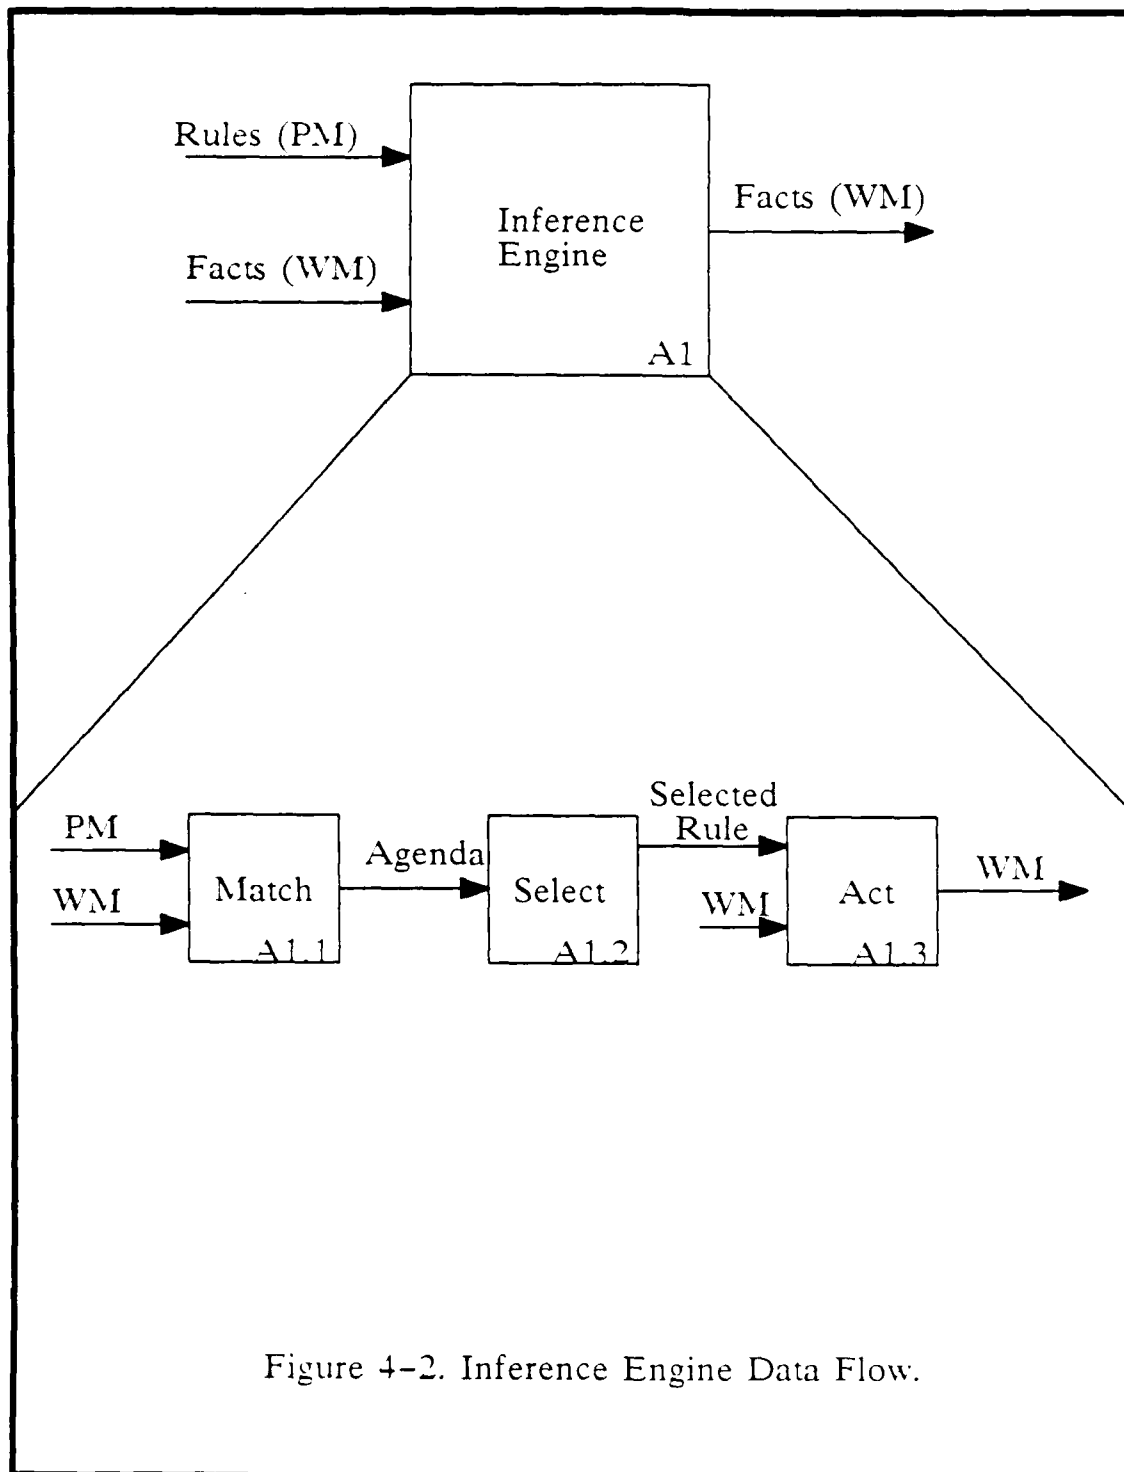 Rules (PM)
Facts (WM)
Inference
Engine
A1
Facts (WM)
PM
WM
Match
A1.1
Agenda
Select
A1.2
Selected
Rule
WM
Act
A1.3
WM
Figure 4-2. Inference Engine Data Flow.